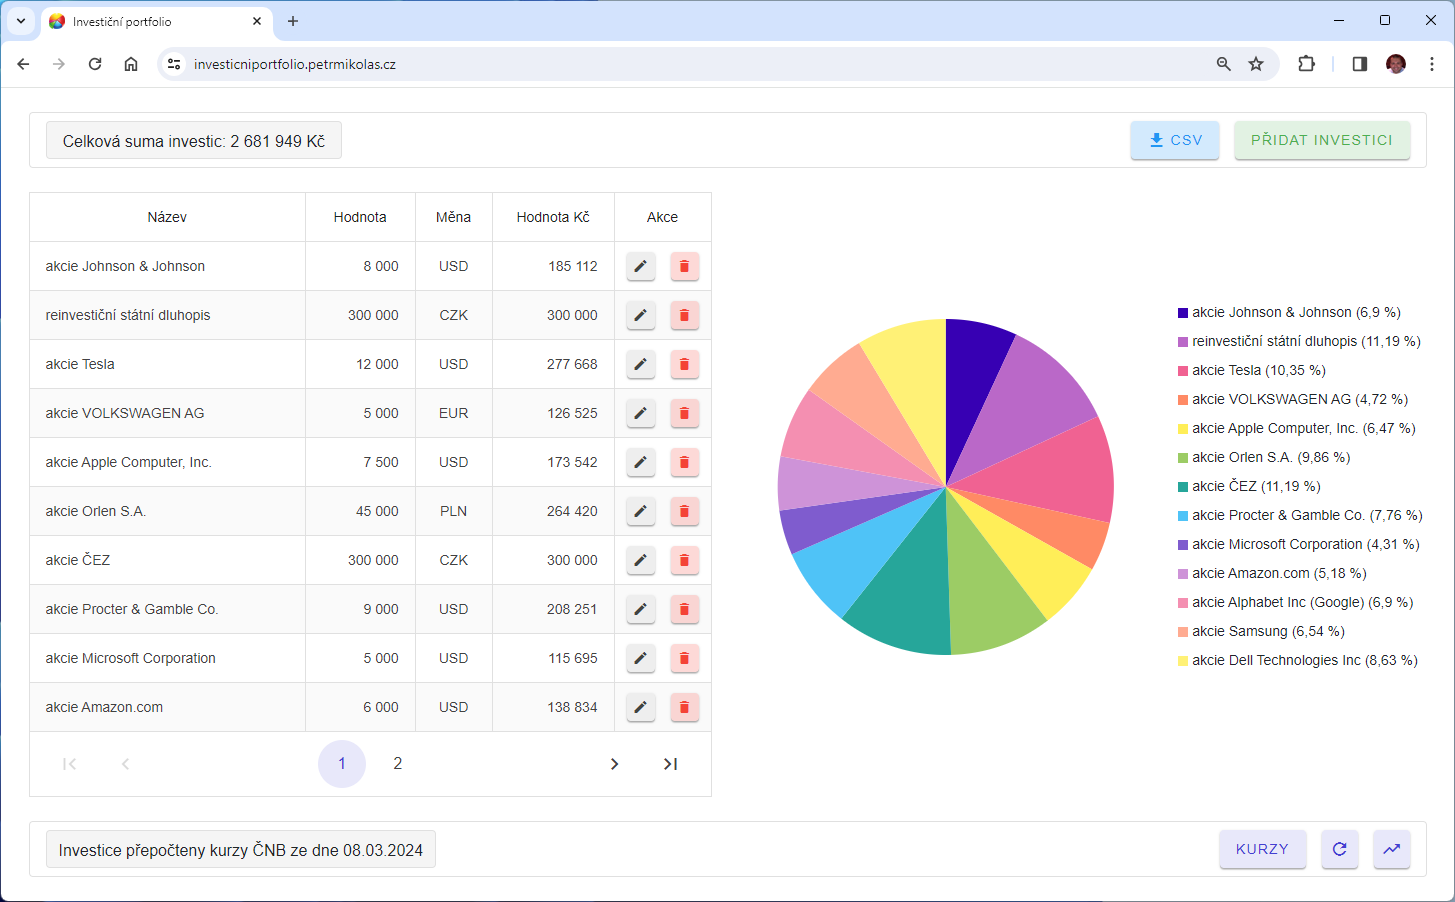 Investiční portfolio
investicniportfolio.petrmikolas.cz
Celková suma investic: 2 681 949 Kč
CSV
PŘIDAT INVESTICI
Název Hodnota Měna Hodnota Kč Akce
akcie Johnson & Johnson 8 000 USD 185 112
reinvestiční státní dluhopis 300 000 CZK 300 000
akcie Tesla 12 000 USD 277 668
akcie VOLKSWAGEN AG 5 000 EUR 126 525
akcie Apple Computer, Inc. 7 500 USD 173 542
akcie Orlen S.A. 45 000 PLN 264 420
akcie ČEZ 300 000 CZK 300 000
akcie Procter & Gamble Co. 9 000 USD 208 251
akcie Microsoft Corporation 5 000 USD 115 695
akcie Amazon.com 6 000 USD 138 834
1 2
akcie Johnson & Johnson (6,9 %)
reinvestiční státní dluhopis (11,19 %)
akcie Tesla (10,35 %)
akcie VOLKSWAGEN AG (4,72 %)
akcie Apple Computer, Inc. (6,47 %)
akcie Orlen S.A. (9,86 %)
akcie ČEZ (11,19 %)
akcie Procter & Gamble Co. (7,76 %)
akcie Microsoft Corporation (4,31 %)
akcie Amazon.com (5,18 %)
akcie Alphabet Inc (Google) (6,9 %)
akcie Samsung (6,54 %)
akcie Dell Technologies Inc (8,63 %)
Investice přepočteny kurzy ČNB ze dne 08.03.2024
KURZY